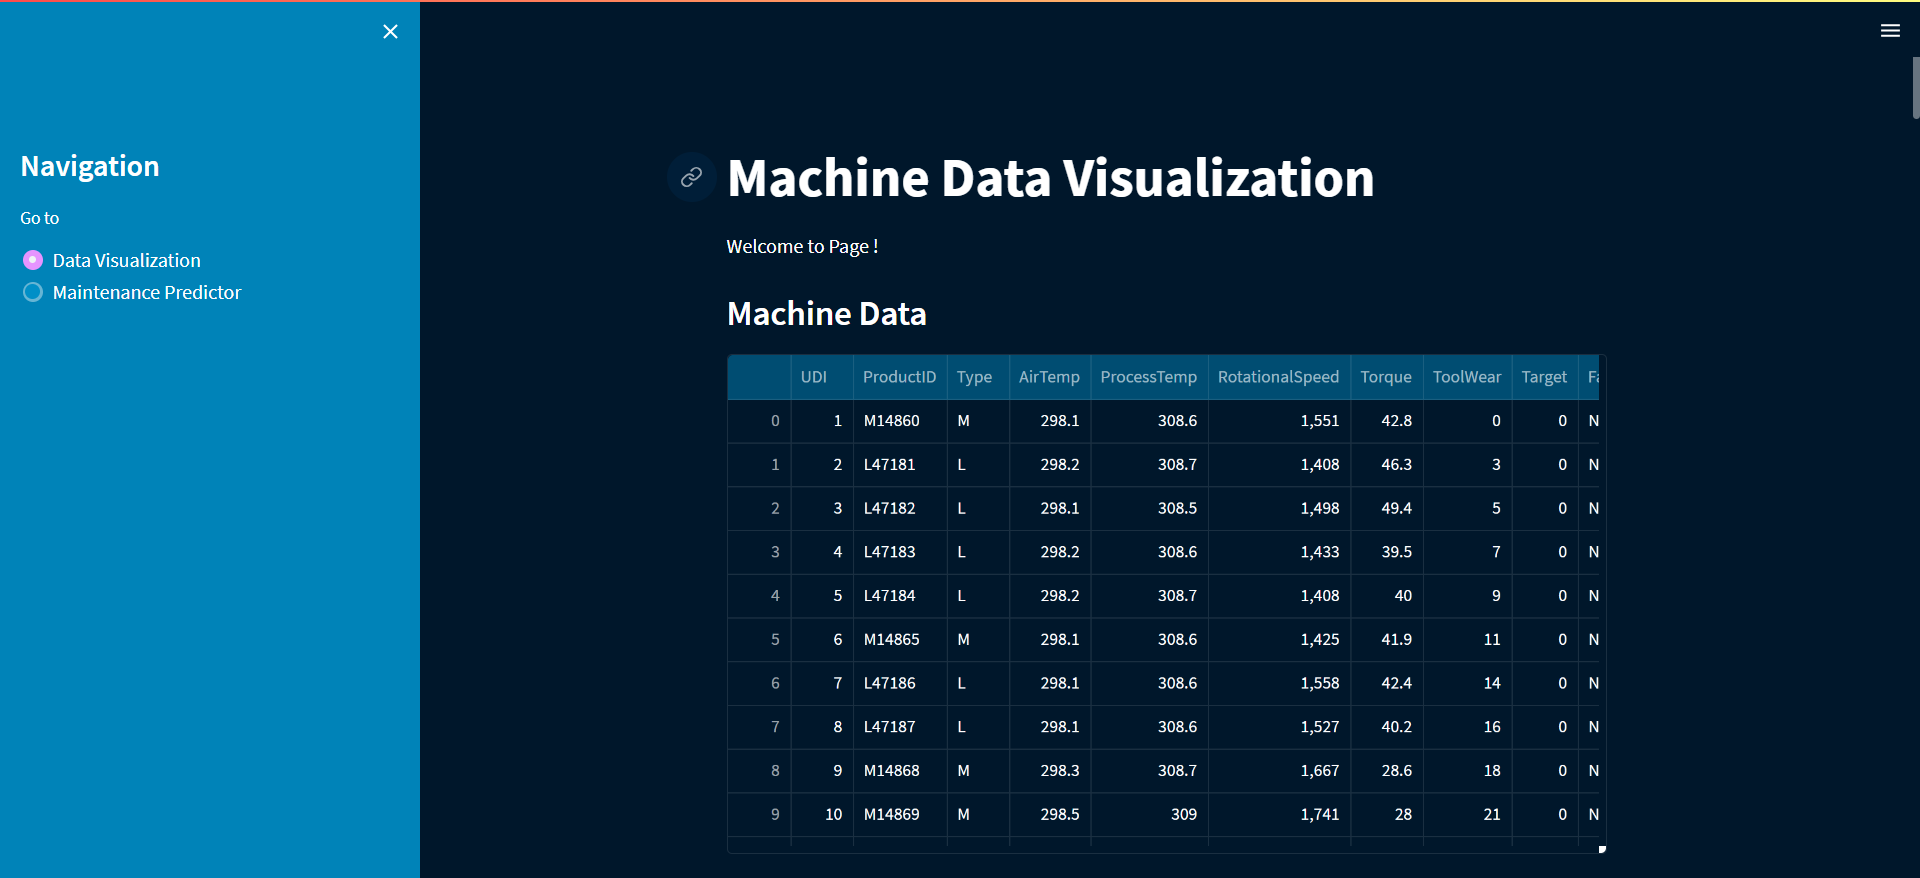 Navigation
Go to
Data Visualization
Maintenance Predictor
Machine Data Visualization
Welcome to Page !
Machine Data
UDI ProductID Type AirTemp ProcessTemp RotationalSpeed Torque ToolWear Target
0 1 M14860 M 298.1 308.6 1,551 42.8 0 0 N
1 2 L47181 L 298.2 308.7 1,408 46.3 3 0 N
2 3 L47182 L 298.1 308.5 1,498 49.4 5 0 N
3 4 L47183 L 298.2 308.6 1,433 39.5 7 0 N
4 5 L47184 L 298.2 308.7 1,408 40 9 0 N
5 6 M14865 M 298.1 308.6 1,425 41.9 11 0 N
6 7 L47186 L 298.1 308.6 1,558 42.4 14 0 N
7 8 L47187 L 298.1 308.6 1,527 40.2 16 0 N
8 9 M14868 M 298.3 308.7 1,667 28.6 18 0 N
9 10 M14869 M 298.5 309 1,741 28 21 0 N